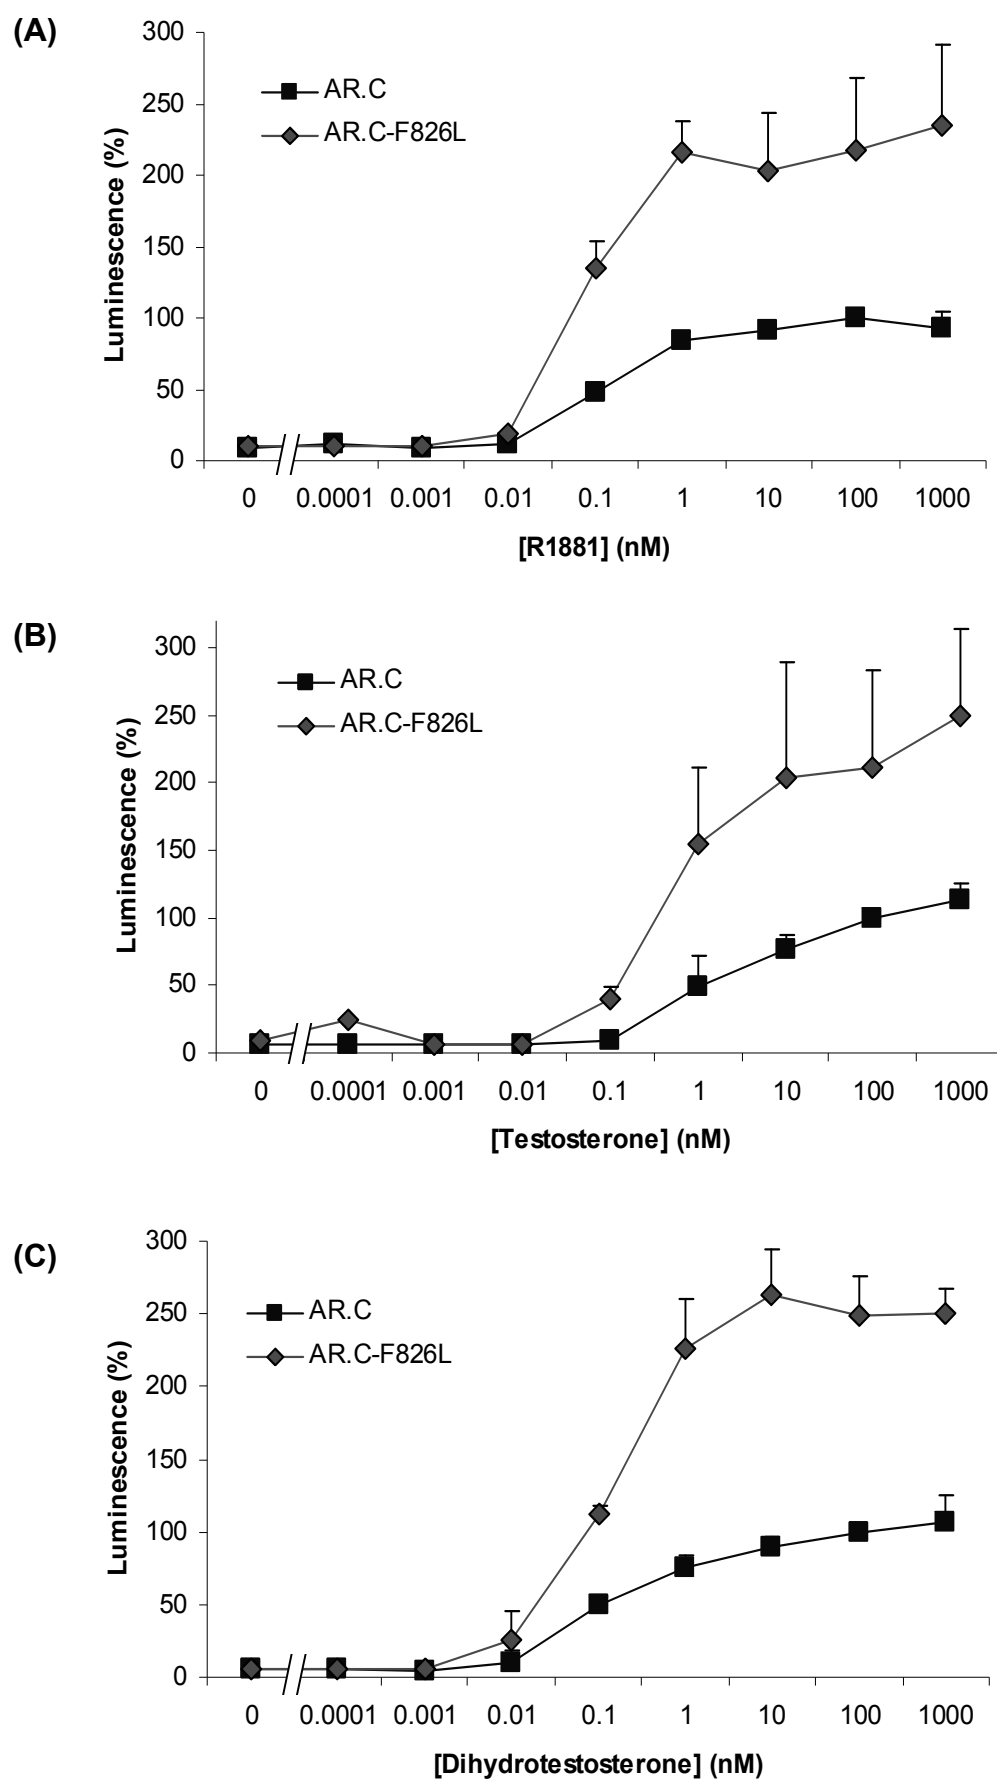 (A)
300
250
200
150
100
50
0
Luminescence (%)
AR.C
AR.C-F826L
0 0.0001 0.001 0.01 0.1 1 10 100 1000
[R1881] (nM)
(B)
300
250
200
150
100
50
0
Luminescence (%)
AR.C
AR.C-F826L
0 0.0001 0.001 0.01 0.1 1 10 100 1000
[Testosterone] (nM)
(C)
300
250
200
150
100
50
0
Luminescence (%)
AR.C
AR.C-F826L
0 0.0001 0.001 0.01 0.1 1 10 100 1000
[Dihydrotestosterone] (nM)